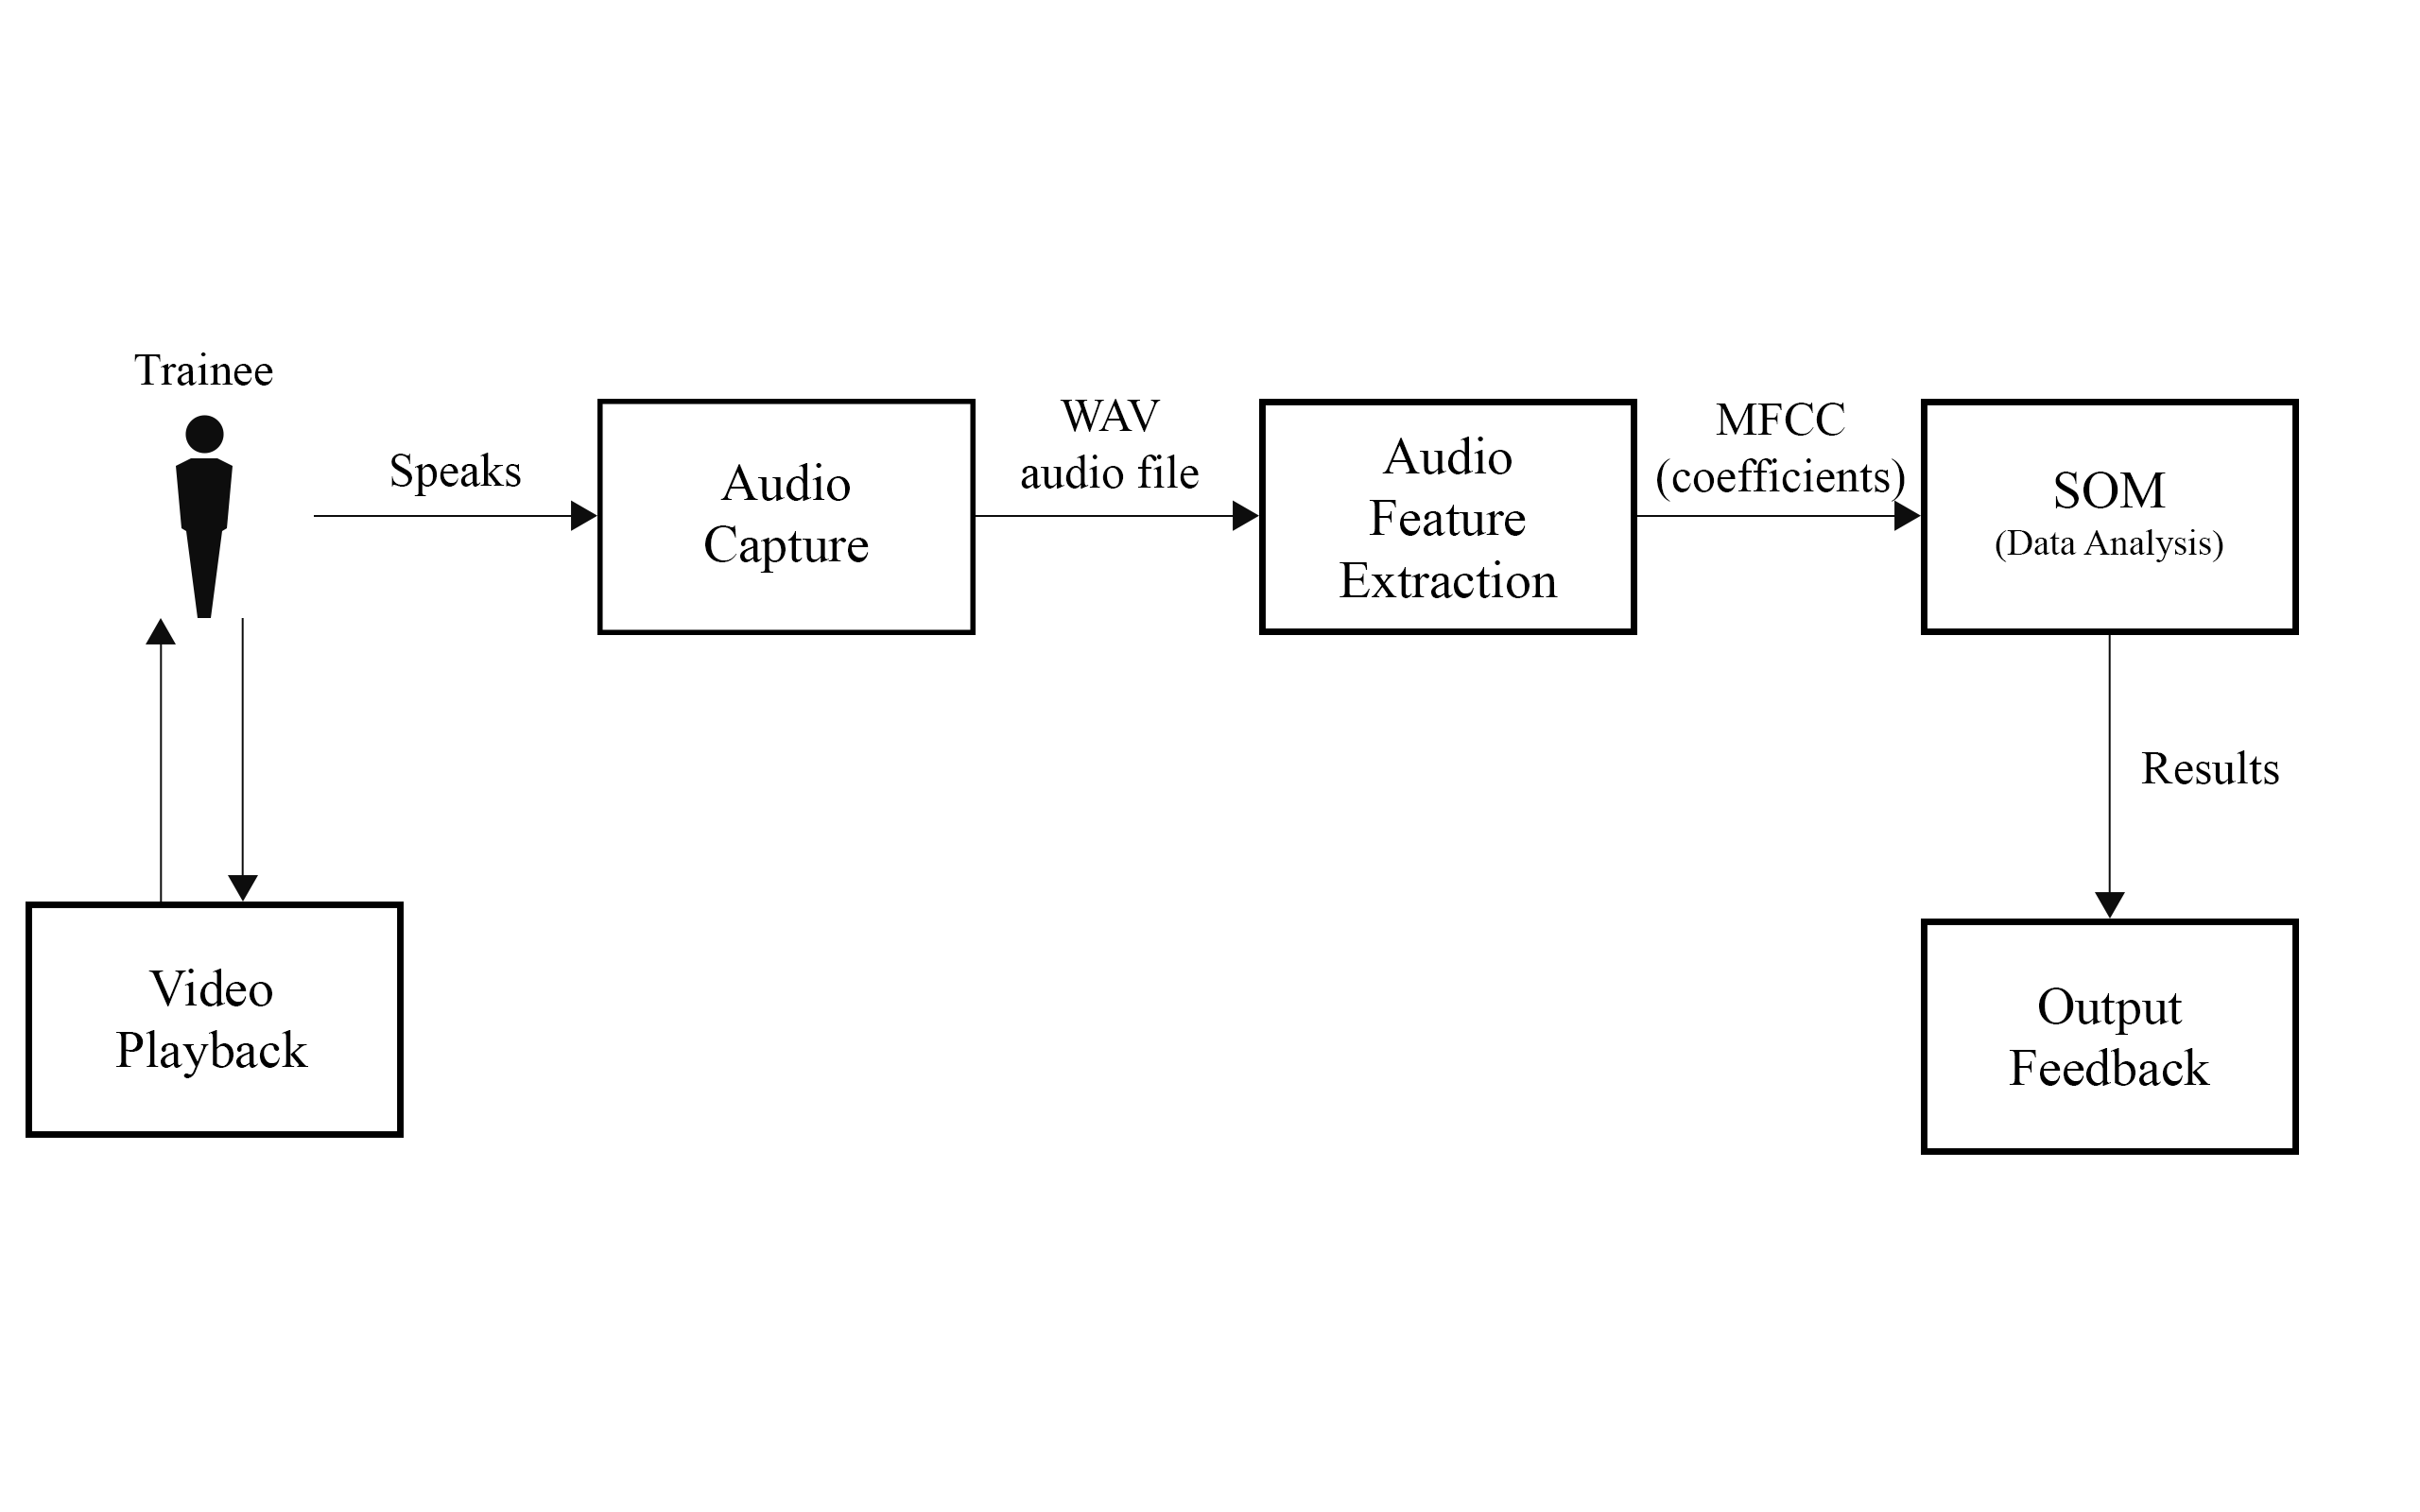 Trainee
Speaks
Audio
Capture
WAV
audio file
Audio
Feature
Extraction
MFCC
(coefficients)
SOM
(Data Analysis)
Results
Video
Playback
Output
Feedback